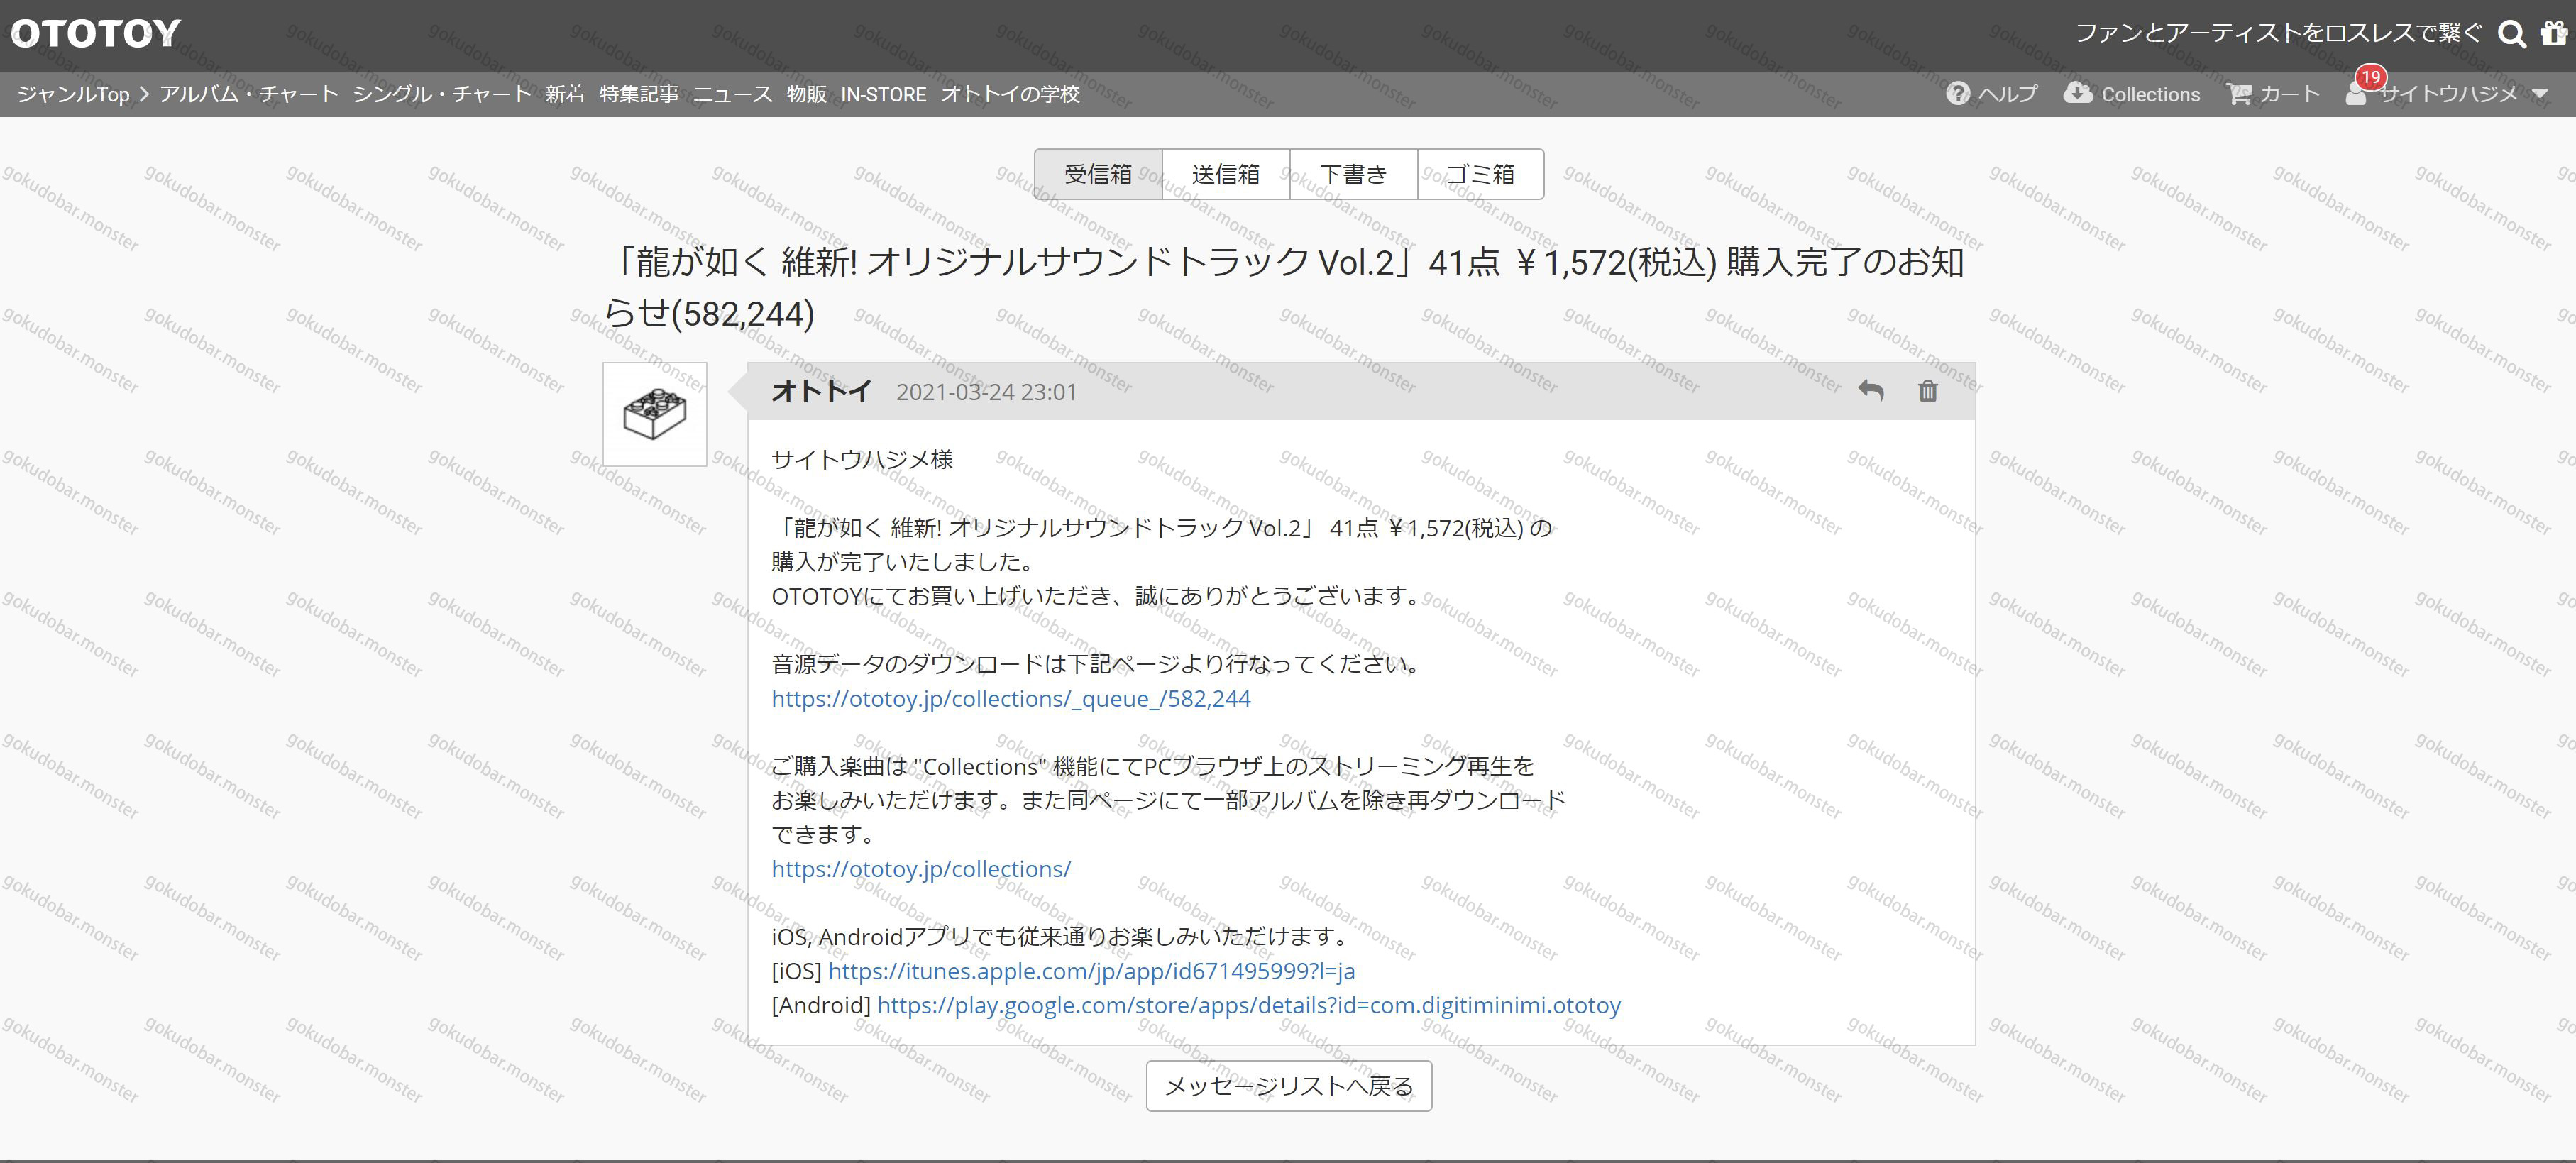 OTOTOY
ファンとアーティストをロスレスで繋ぐ
ジャンルTop アルバム・チャート シングル・チャート 新着 特集記事 ニュース 物販 IN-STORE オトトイの学校
ヘルプ Collections カート 19 サイトウハジメ
受信箱 送信箱 下書き ゴミ箱
「龍が如く 維新! オリジナルサウンドトラック Vol.2」41点 ￥1,572(税込) 購入完了のお知
らせ(582,244)
オトトイ 2021-03-24 23:01
サイトウハジメ様
「龍が如く 維新! オリジナルサウンドトラック Vol.2」 41点 ￥1,572(税込) の
購入が完了いたしました。
OTOTOYにてお買い上げいただき、誠にありがとうございます。
音源データのダウンロードは下記ページより行なってください。
https://ototoy.jp/collections/_queue_/582,244
ご購入楽曲は "Collections" 機能にてPCブラウザ上のストリーミング再生を
お楽しみいただけます。また同ページにて一部アルバムを除き再ダウンロード
できます。
https://ototoy.jp/collections/
iOS, Androidアプリでも従来通りお楽しみいただけます。
[iOS] https://itunes.apple.com/jp/app/id671495999?l=ja
[Android] https://play.google.com/store/apps/details?id=com.digitiminimi.ototoy
メッセージリストへ戻る
gokudobar.monster